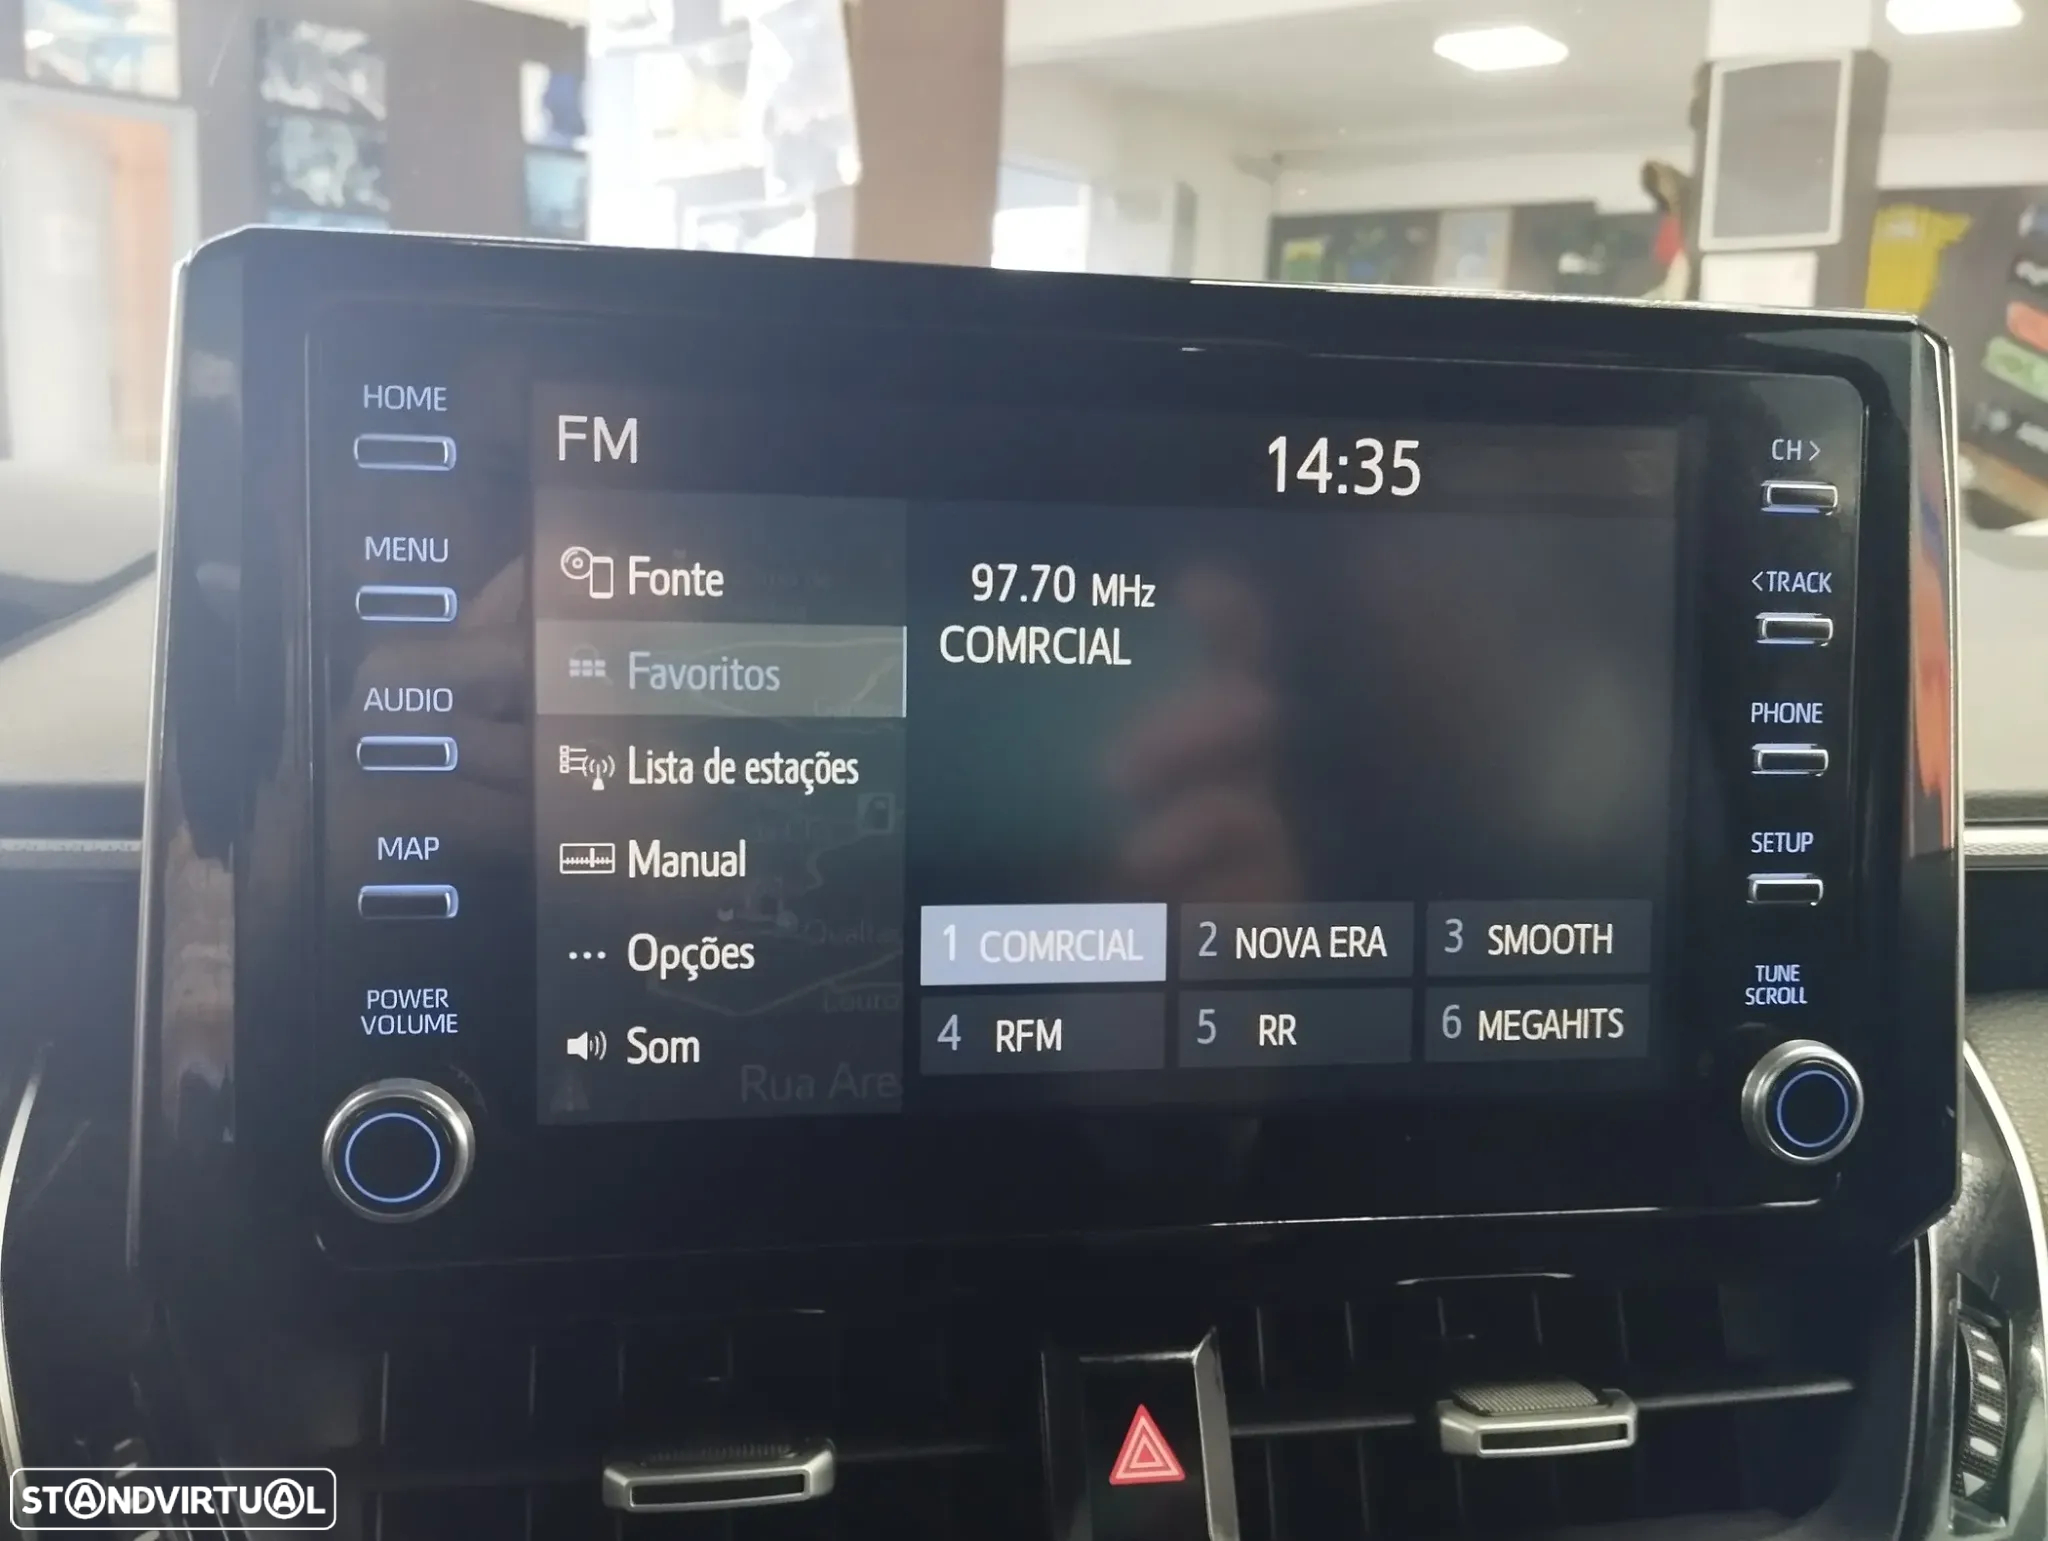 HOME
MENU
AUDIO
MAP
POWER
VOLUME
FM
14:35
Fonte
Favoritos
Lista de estações
Manual
Opções
Som
Rua Are
97.70 MHz
COMRCIAL
1 COMRCIAL
2 NOVA ERA
3 SMOOTH
4 RFM
5 RR
6 MEGAHITS
CH >
<TRACK
PHONE
SETUP
TUNE
SCROLL
STANDVIRTUAL